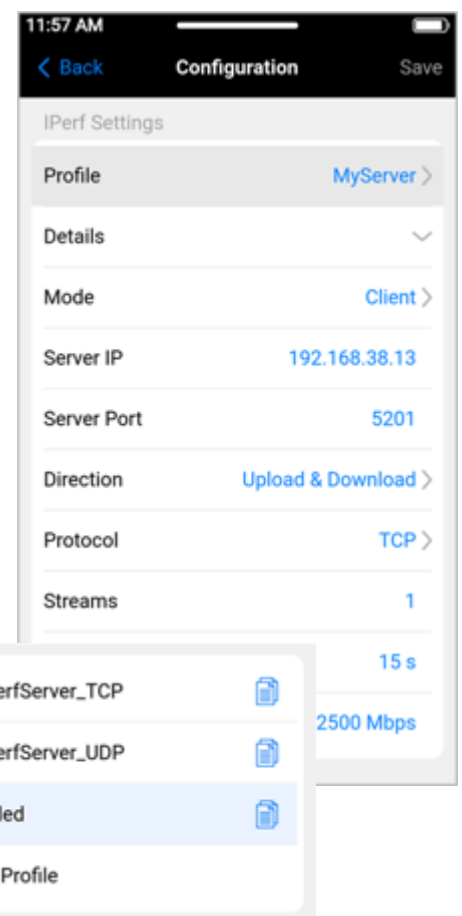 11:57 AM
Back Configuration Save
IPerf Settings
Profile MyServer
Details
Mode Client
Server IP 192.168.38.13
Server Port 5201
Direction Upload & Download
Protocol TCP
Streams 1
15 s
2500 Mbps
erfServer_TCP
erfServer_UDP
led
Profile